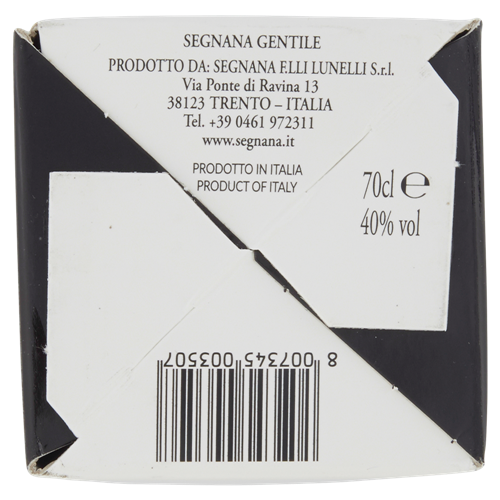 SEGNANA GENTILE
PRODOTTO DA: SEGNANA F.LLI LUNELLI S.r.l.
Via Ponte di Ravina 13
38123 TRENTO – ITALIA
Tel. +39 0461 972311
www.segnana.it
PRODOTTO IN ITALIA
PRODUCT OF ITALY
70cl ℮
40% vol
8 007345 003507